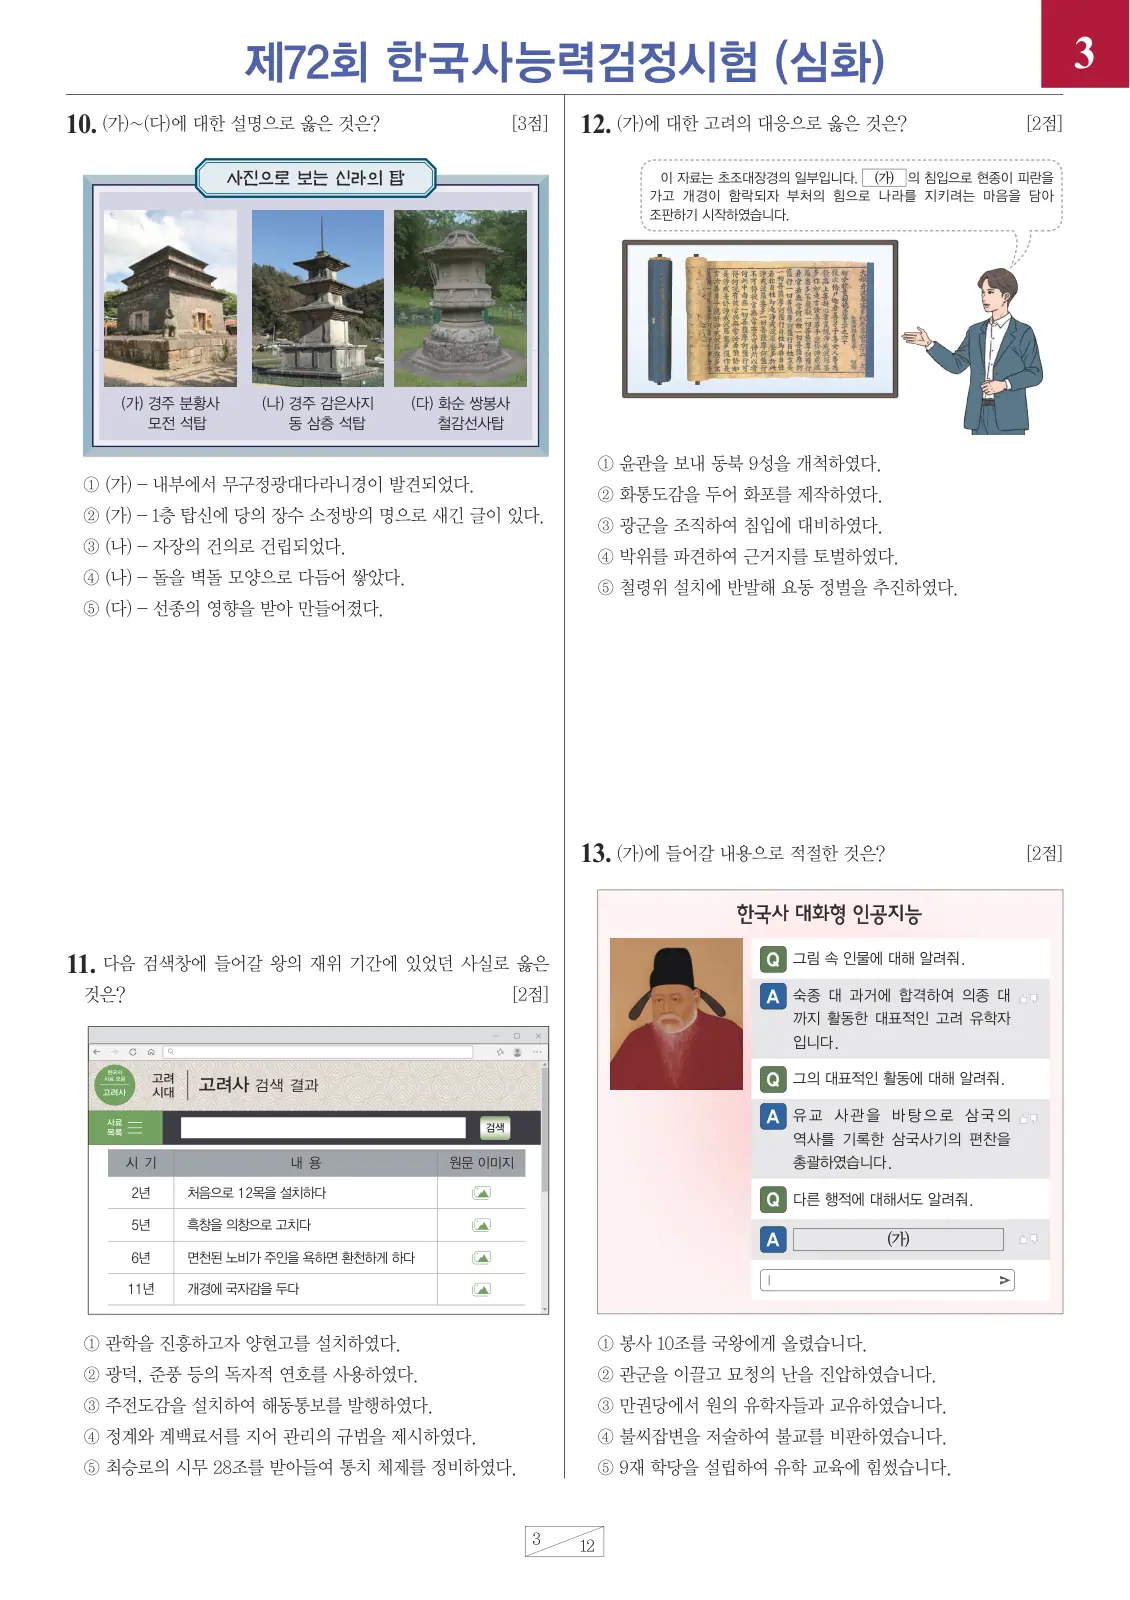 제72회 한국사능력검정시험 (심화)
3
10. (가)~(다)에 대한 설명으로 옳은 것은? [3점]
사진으로 보는 신라의 탑
(가) 경주 분황사
모전 석탑
(나) 경주 감은사지
동 삼층 석탑
(다) 화순 쌍봉사
철감선사탑
① (가) – 내부에서 무구정광대다라니경이 발견되었다.
② (가) – 1층 탑신에 당의 장수 소정방의 명으로 새긴 글이 있다.
③ (나) – 자장의 건의로 건립되었다.
④ (나) – 돌을 벽돌 모양으로 다듬어 쌓았다.
⑤ (다) – 선종의 영향을 받아 만들어졌다.
11. 다음 검색창에 들어갈 왕의 재위 기간에 있었던 사실로 옳은
것은? [2점]
한국사
사료 모음
고려사
고려
시대
고려사 검색 결과
사료
목록
검색
시 기 내 용 원문 이미지
2년 처음으로 12목을 설치하다
5년 흑창을 의창으로 고치다
6년 면천된 노비가 주인을 욕하면 환천하게 하다
11년 개경에 국자감을 두다
① 관학을 진흥하고자 양현고를 설치하였다.
② 광덕, 준풍 등의 독자적 연호를 사용하였다.
③ 주전도감을 설치하여 해동통보를 발행하였다.
④ 정계와 계백료서를 지어 관리의 규범을 제시하였다.
⑤ 최승로의 시무 28조를 받아들여 통치 체제를 정비하였다.
12. (가)에 대한 고려의 대응으로 옳은 것은? [2점]
이 자료는 초조대장경의 일부입니다. (가) 의 침입으로 현종이 피란을
가고 개경이 함락되자 부처의 힘으로 나라를 지키려는 마음을 담아
조판하기 시작하였습니다.
① 윤관을 보내 동북 9성을 개척하였다.
② 화통도감을 두어 화포를 제작하였다.
③ 광군을 조직하여 침입에 대비하였다.
④ 박위를 파견하여 근거지를 토벌하였다.
⑤ 철령위 설치에 반발해 요동 정벌을 추진하였다.
13. (가)에 들어갈 내용으로 적절한 것은? [2점]
한국사 대화형 인공지능
Q 그림 속 인물에 대해 알려줘.
A 숙종 대 과거에 합격하여 의종 대
까지 활동한 대표적인 고려 유학자
입니다.
Q 그의 대표적인 활동에 대해 알려줘.
A 유교 사관을 바탕으로 삼국의
역사를 기록한 삼국사기의 편찬을
총괄하였습니다.
Q 다른 행적에 대해서도 알려줘.
A (가)
① 봉사 10조를 국왕에게 올렸습니다.
② 관군을 이끌고 묘청의 난을 진압하였습니다.
③ 만권당에서 원의 유학자들과 교유하였습니다.
④ 불씨잡변을 저술하여 불교를 비판하였습니다.
⑤ 9재 학당을 설립하여 유학 교육에 힘썼습니다.
3
12